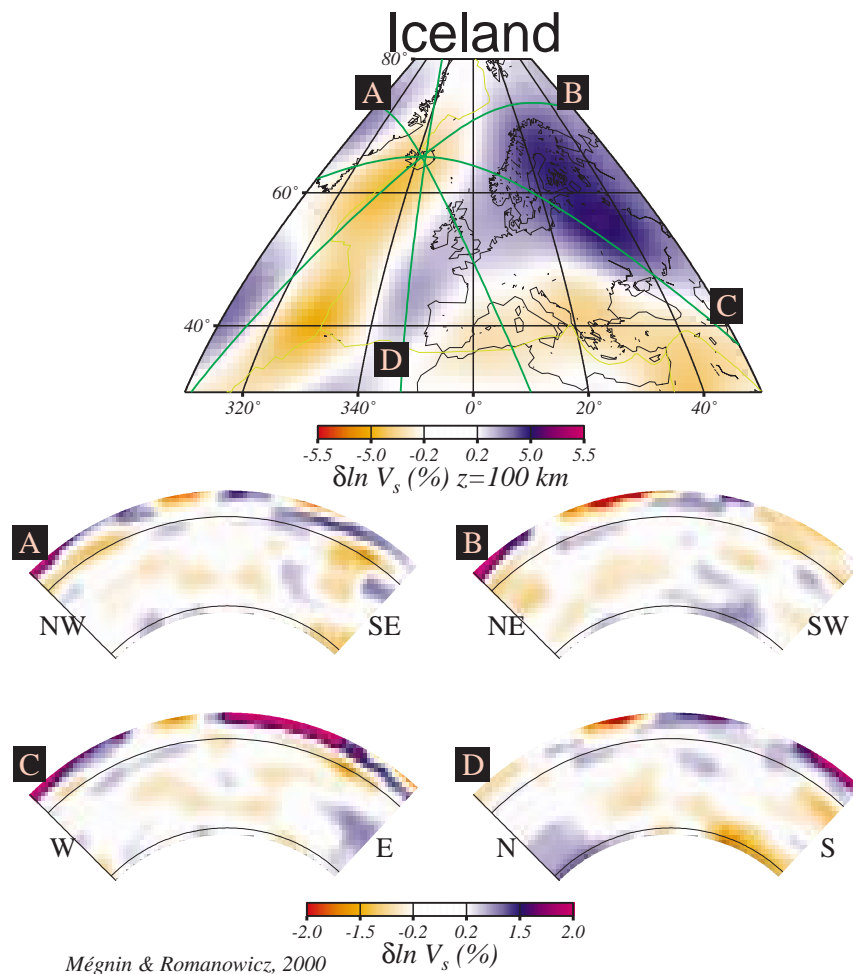 Iceland
80°
A
B
60°
C
40°
D
320° 340° 0° 20° 40°
-5.5 -5.0 -0.2 0.2 5.0 5.5
δln Vs (%) z=100 km
A
B
NW
SE
NE
SW
C
D
W
E
N
S
-2.0 -1.5 -0.2 0.2 1.5 2.0
δln Vs (%)
Mégnin & Romanowicz, 2000